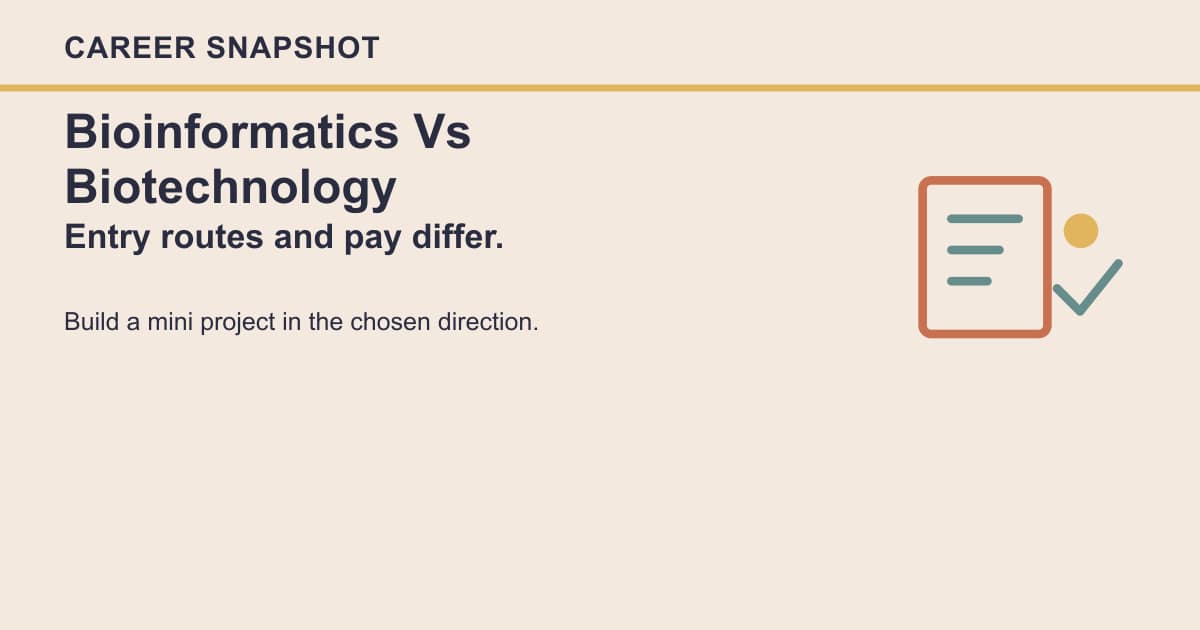 CAREER SNAPSHOT
Bioinformatics Vs
Biotechnology
Entry routes and pay differ.
Build a mini project in the chosen direction.